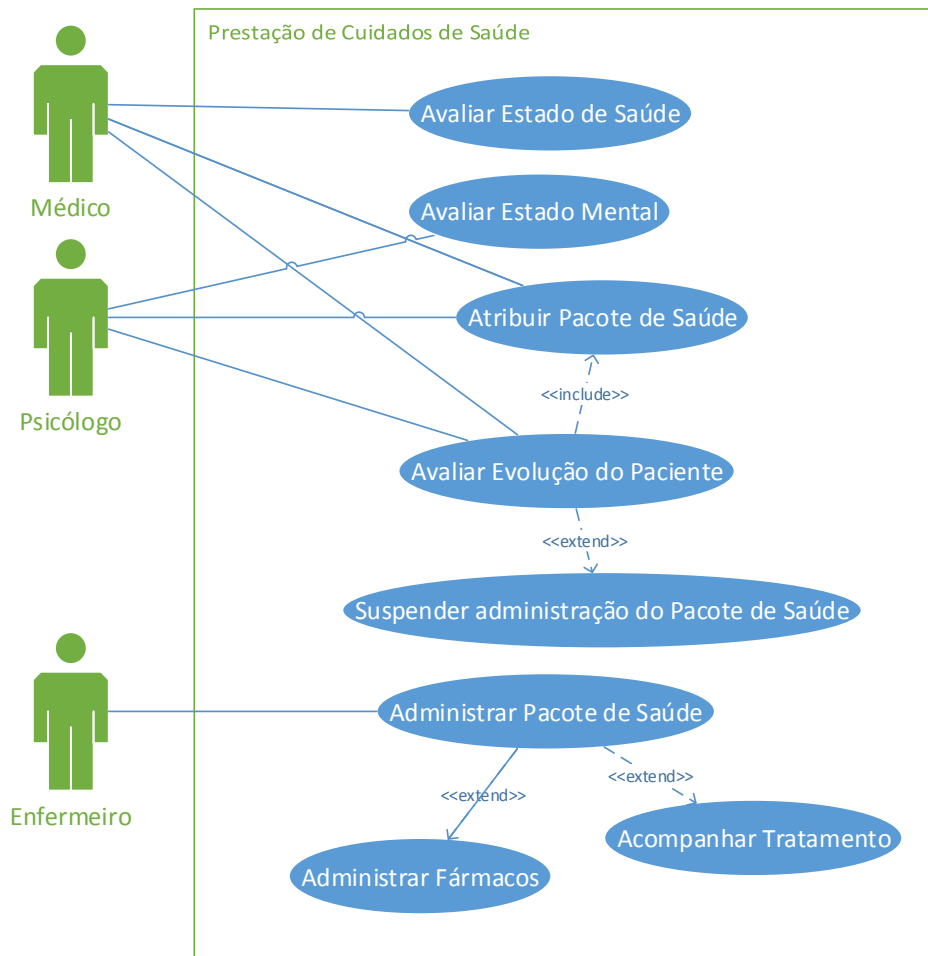 Prestação de Cuidados de Saúde
Avaliar Estado de Saúde
Médico
Avaliar Estado Mental
Atribuir Pacote de Saúde
Psicólogo
<<include>>
Avaliar Evolução do Paciente
<<extend>>
Suspender administração do Pacote de Saúde
Administrar Pacote de Saúde
<<extend>>
<<extend>>
Enfermeiro
Acompanhar Tratamento
Administrar Fármacos